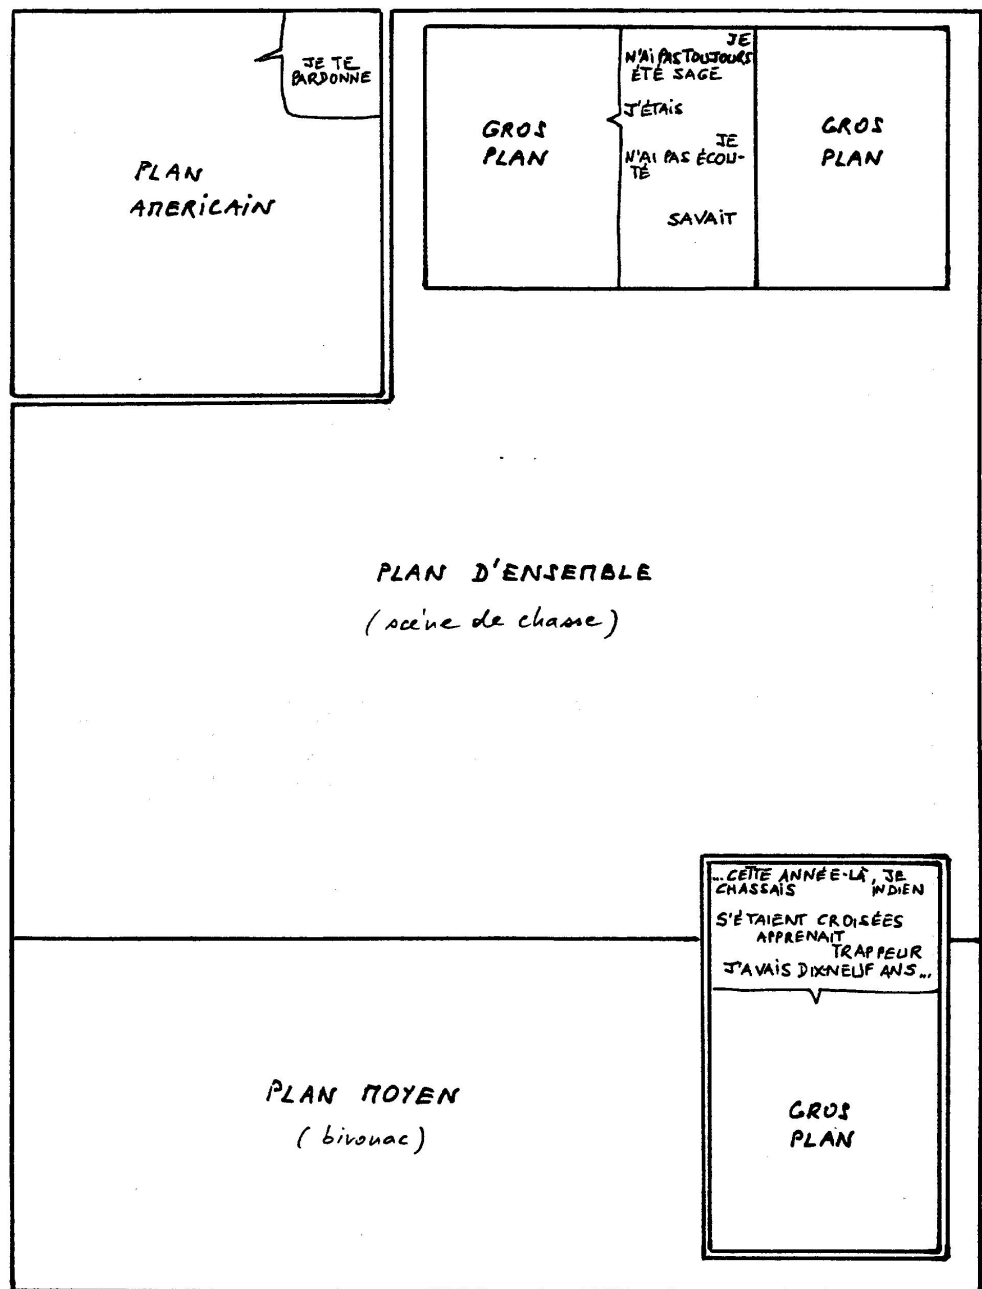 JE TE
PARDONNE
PLAN
AMERICAIN
GROS
PLAN
JE
N'AI PAS TOUJOURS
ÉTÉ SAGE
J'ÉTAIS
JE
N'AI PAS ÉCOU-
TÉ
SAVAIT
GROS
PLAN
PLAN D'ENSEMBLE
(scène de chasse)
...CETTE ANNÉE-LÀ, JE
CHASSAIS INDIEN
S'ÉTAIENT CROISÉES
APPRENAIT
TRAPPEUR
J'AVAIS DIX-NEUF ANS...
PLAN MOYEN
(bivouac)
GROS
PLAN